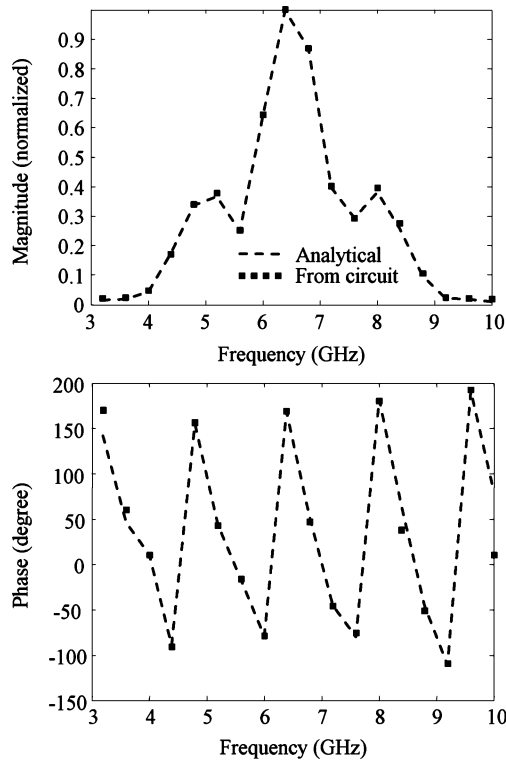 0.9
0.8
0.7
0.6
0.5
0.4
0.3
0.2
0.1
0
Magnitude (normalized)
Analytical
From circuit
3 4 5 6 7 8 9 10
Frequency (GHz)
200
150
100
50
0
-50
-100
-150
Phase (degree)
3 4 5 6 7 8 9 10
Frequency (GHz)